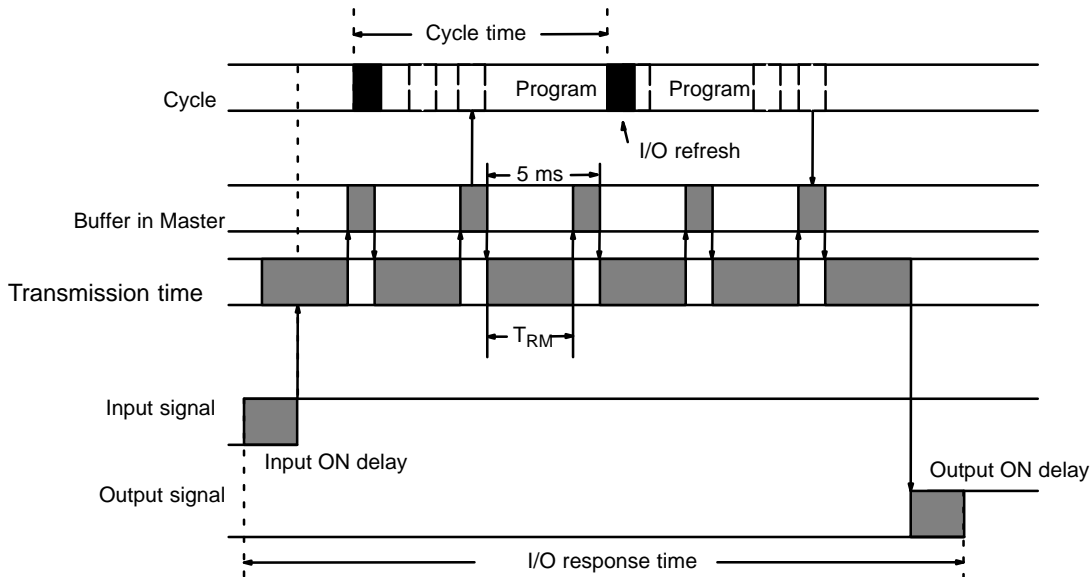 Cycle time
Cycle
Program
Program
I/O refresh
5 ms
Buffer in Master
Transmission time
TRM
Input signal
Input ON delay
Output ON delay
Output signal
I/O response time